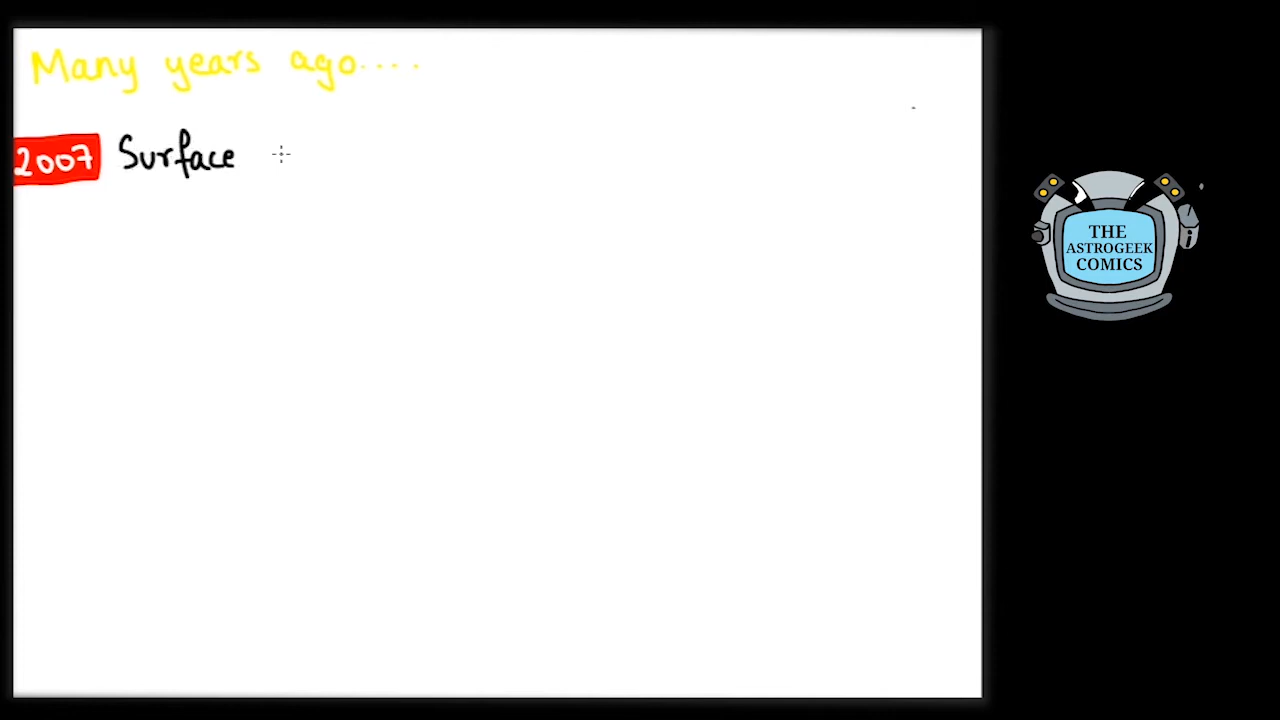 Many years ago....
2007 Surface
THE
ASTROGEEK
COMICS